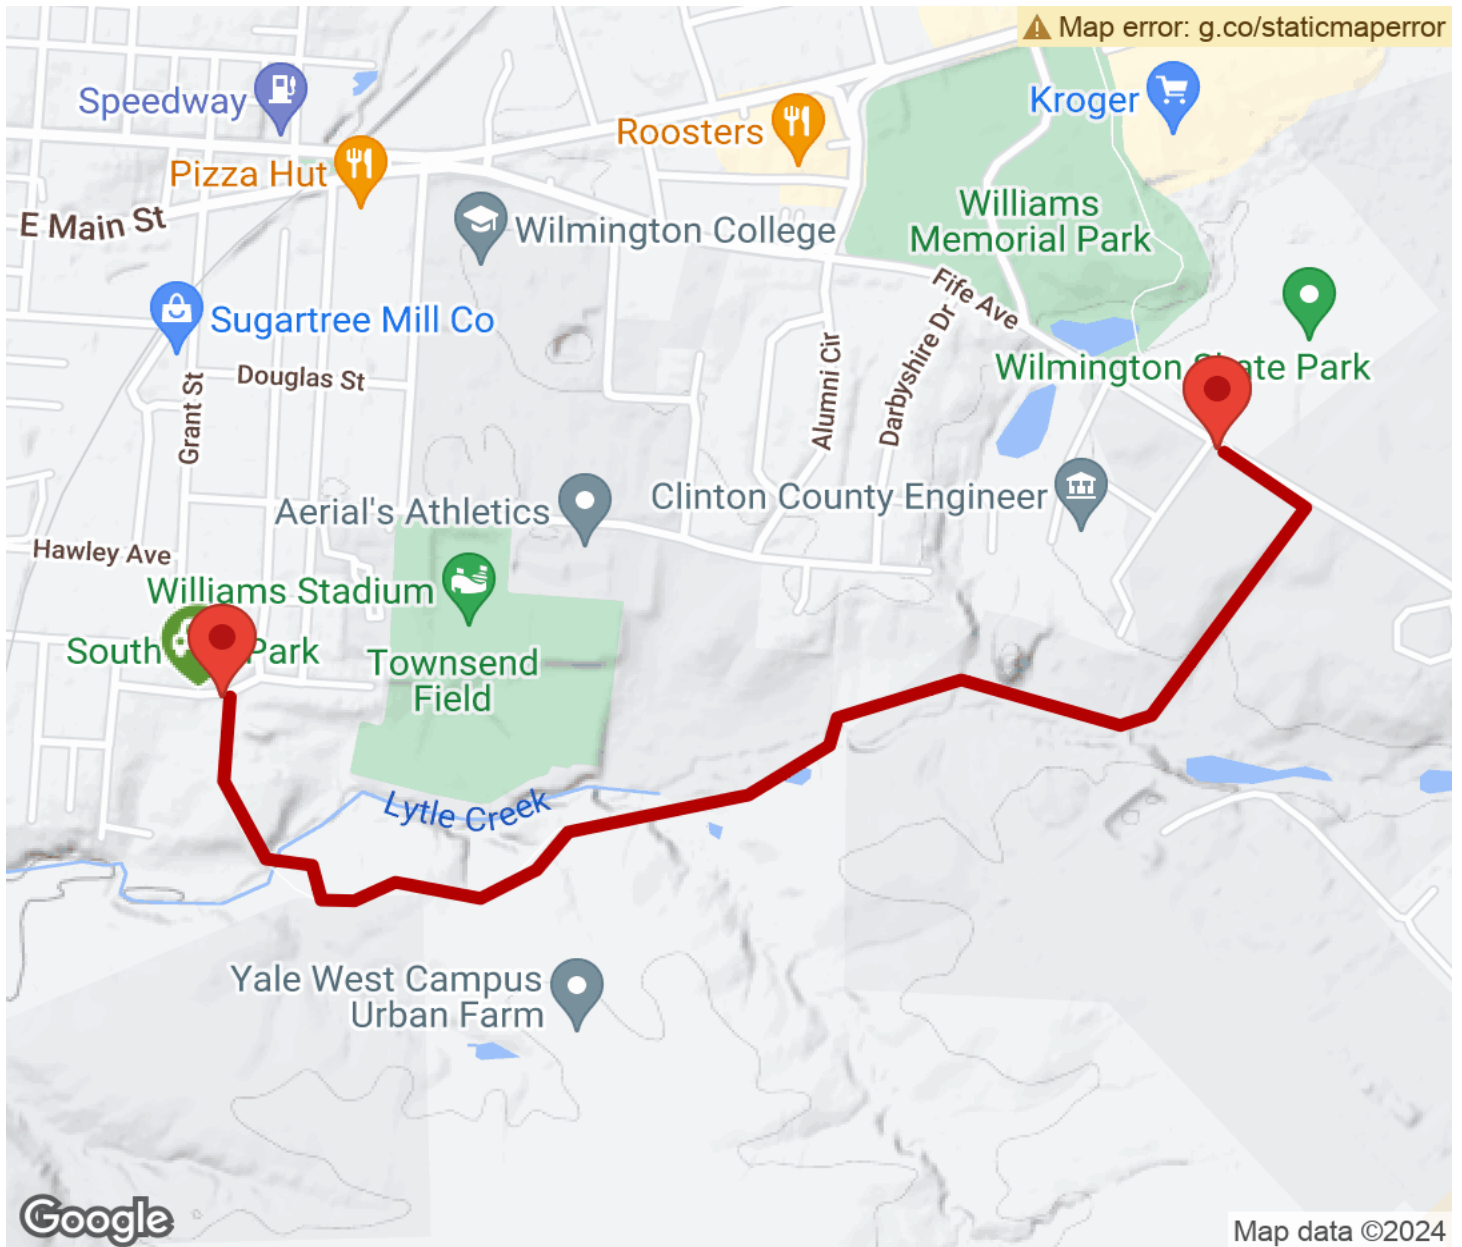 Map error: g.co/staticmaperror
Speedway
Kroger
Roosters
Pizza Hut
E Main St
Williams
Memorial Park
Wilmington College
Fife Ave
Sugartree Mill Co
Darbyshire Dr
Alumni Cir
Douglas St
Grant St
Wilmington S ate Park
Clinton County Engineer
Aerial's Athletics
Hawley Ave
Williams Stadium
South Park
Townsend
Field
Lytle Creek
Yale West Campus
Urban Farm
Google
Map data ©2024